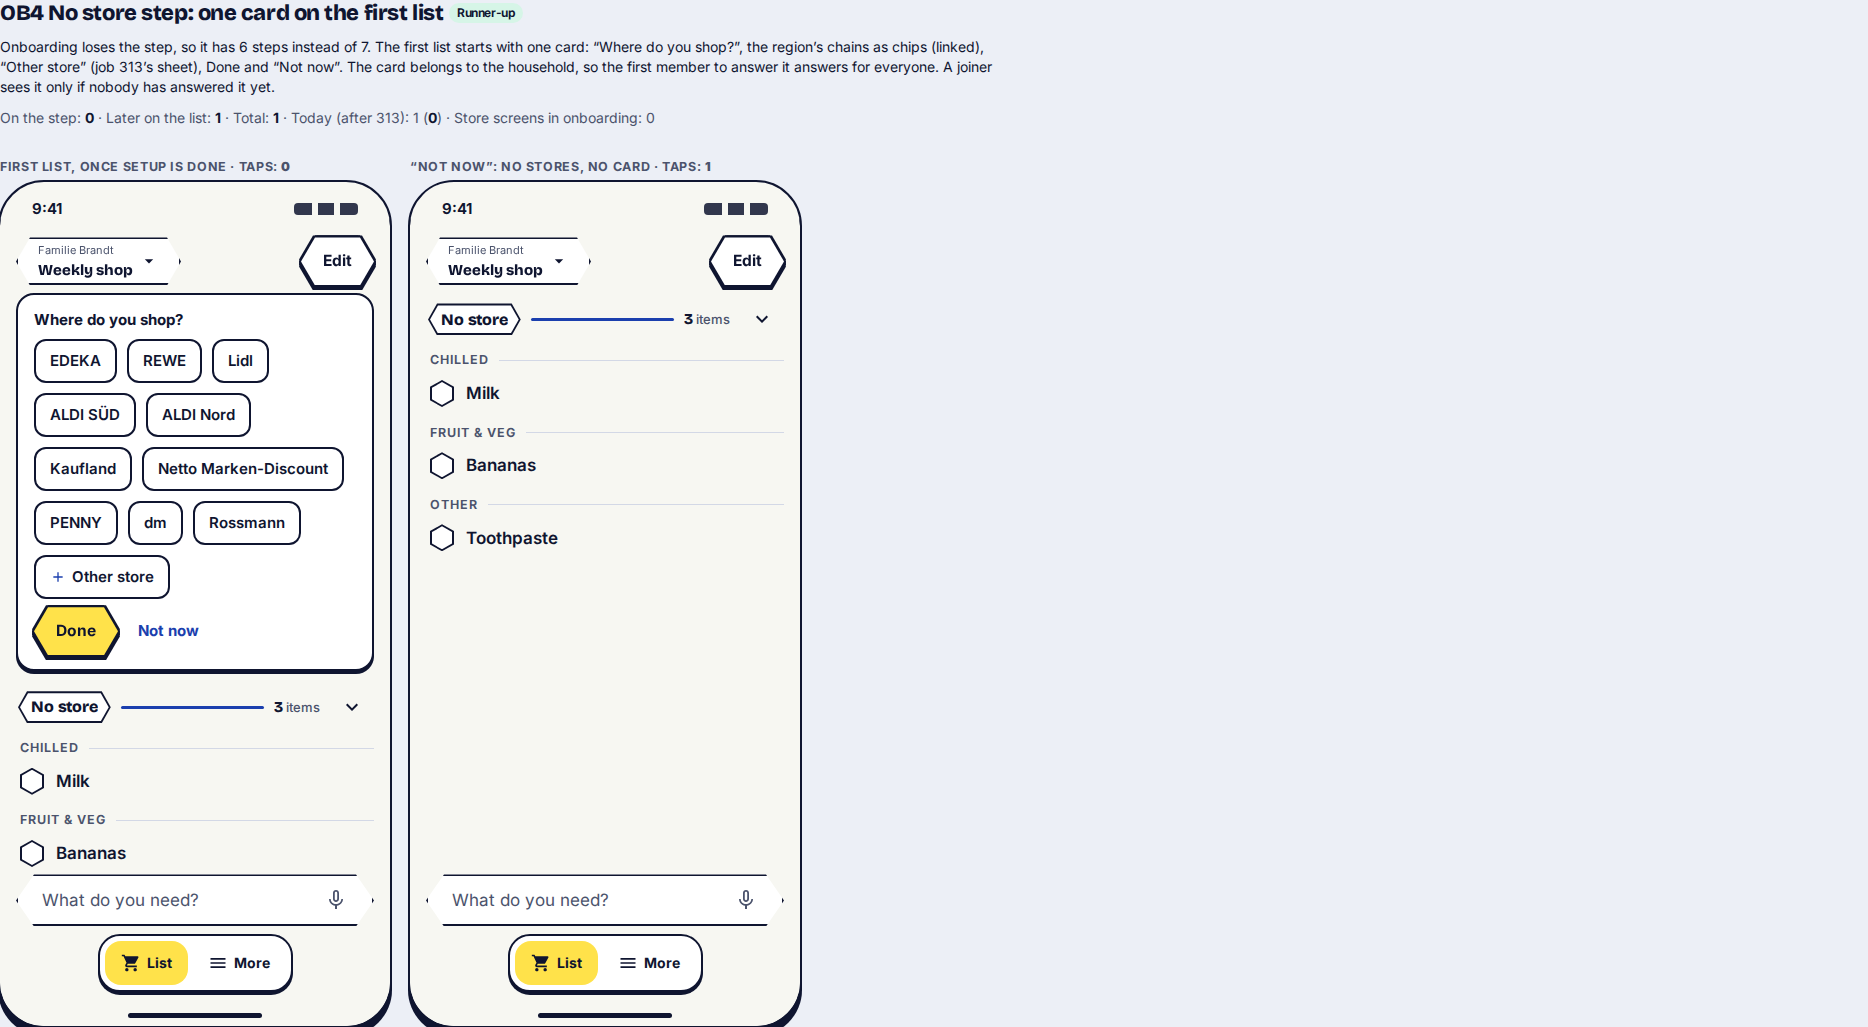 OB4 No store step: one card on the first list Runner-up
Onboarding loses the step, so it has 6 steps instead of 7. The first list starts with one card: “Where do you shop?”, the region’s chains as chips (linked),
“Other store” (job 313’s sheet), Done and “Not now”. The card belongs to the household, so the first member to answer it answers for everyone. A joiner
sees it only if nobody has answered it yet.
On the step: 0 · Later on the list: 1 · Total: 1 · Today (after 313): 1 (0) · Store screens in onboarding: 0
FIRST LIST, ONCE SETUP IS DONE · TAPS: 0
9:41
Familie Brandt
Weekly shop
Edit
Where do you shop?
EDEKA REWE Lidl
ALDI SÜD ALDI Nord
Kaufland Netto Marken-Discount
PENNY dm Rossmann
+ Other store
Done Not now
No store 3 items
CHILLED
Milk
FRUIT & VEG
Bananas
What do you need?
List More
“NOT NOW”: NO STORES, NO CARD · TAPS: 1
9:41
Familie Brandt
Weekly shop
Edit
No store 3 items
CHILLED
Milk
FRUIT & VEG
Bananas
OTHER
Toothpaste
What do you need?
List More